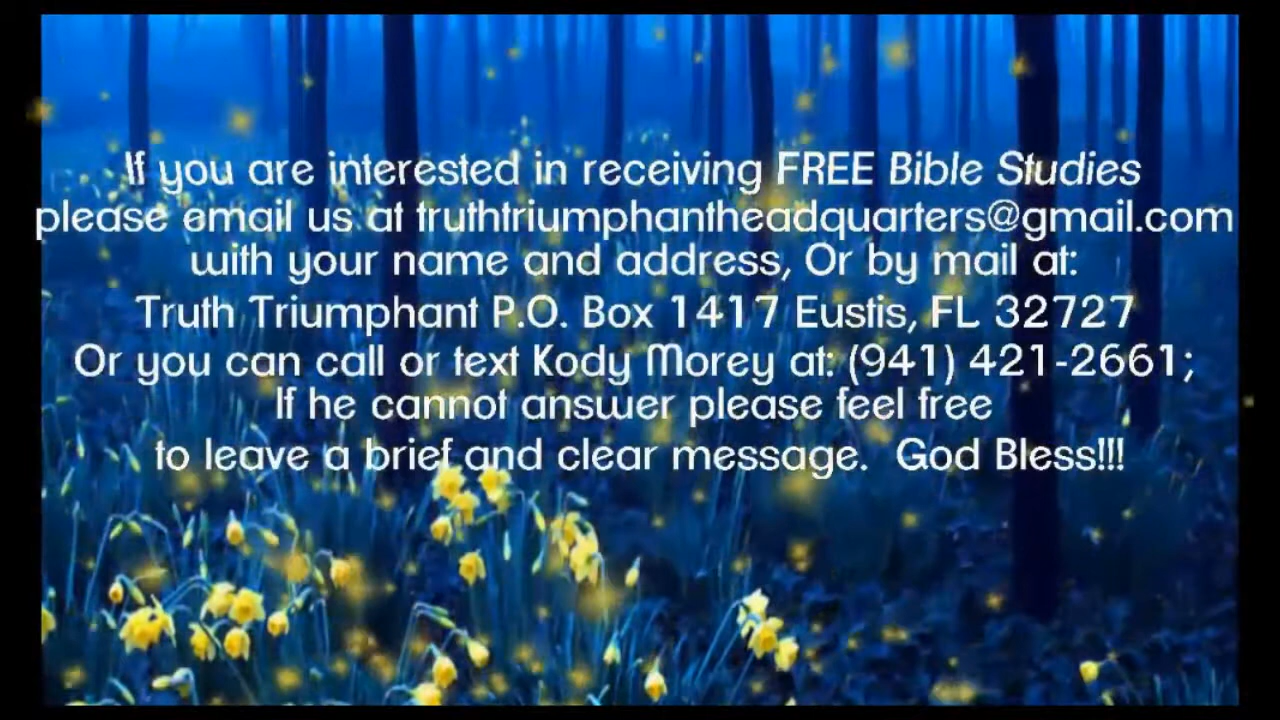 If you are interested in receiving FREE Bible Studies
please email us at truthtriumphantheadquarters@gmail.com
with your name and address, Or by mail at:
Truth Triumphant P.O. Box 1417 Eustis, FL 32727
Or you can call or text Kody Morey at: (941) 421-2661;
If he cannot answer please feel free
to leave a brief and clear message.  God Bless!!!